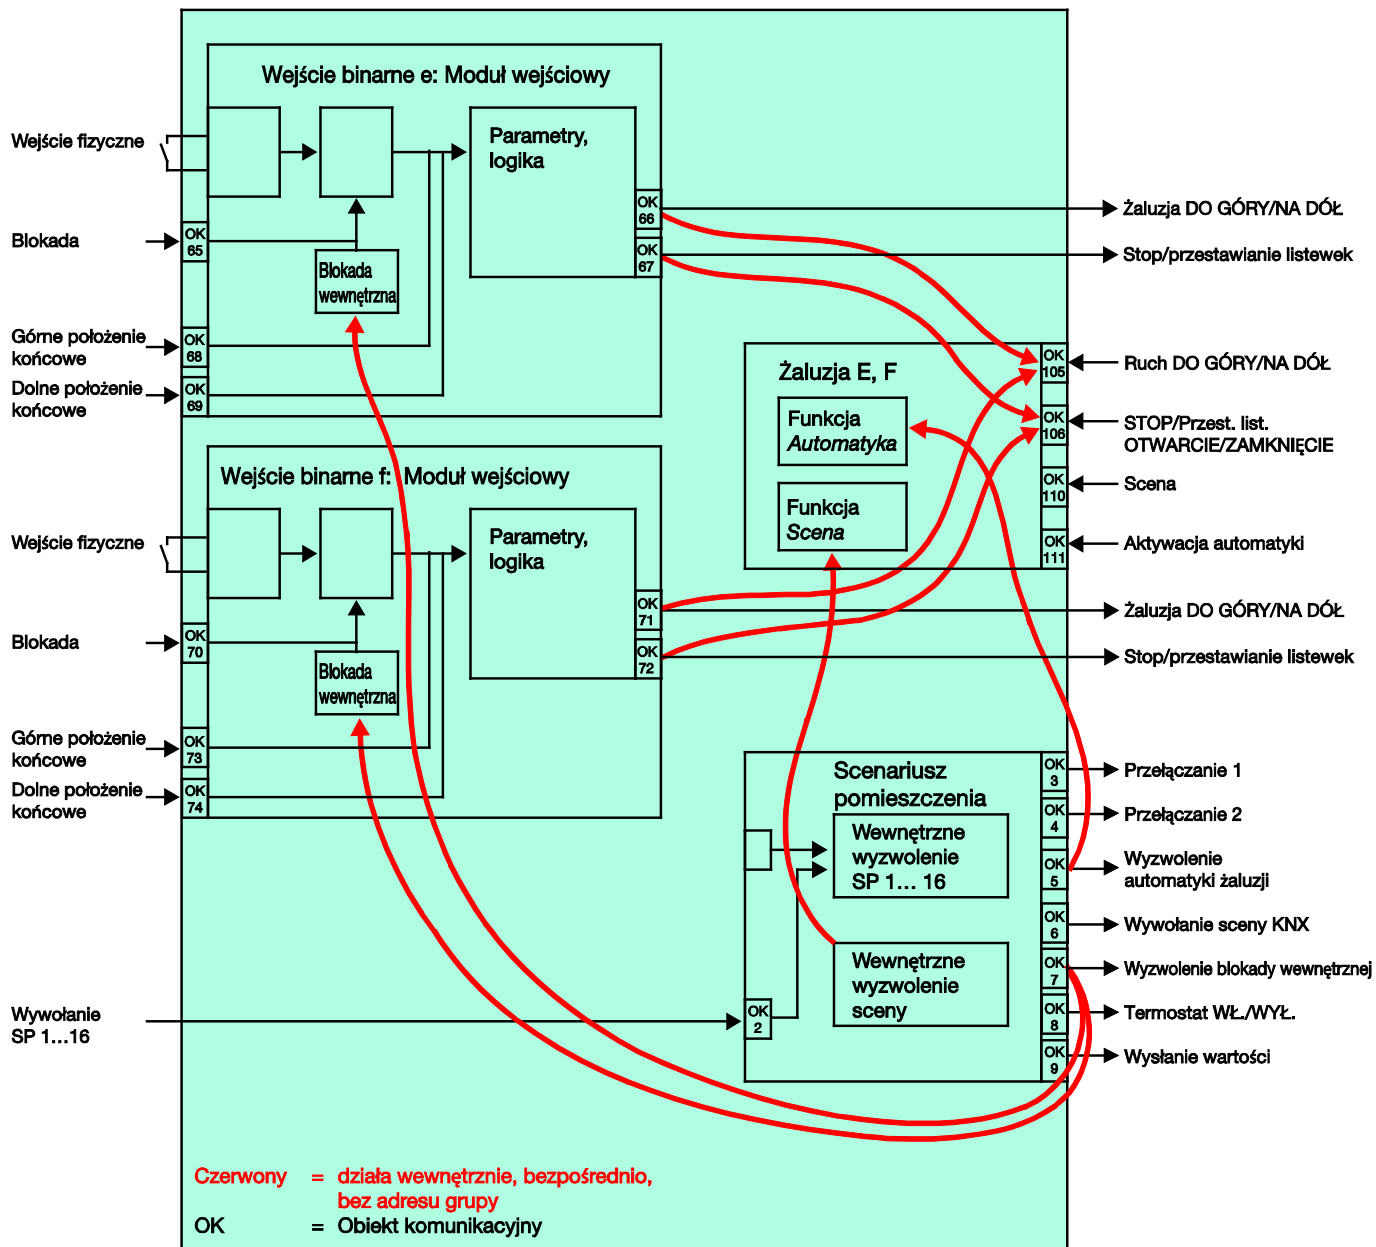 Wejście binarne e: Moduł wejściowy
Wejście fizyczne
Parametry,
logika
OK
66
Żaluzja DO GÓRY/NA DÓŁ
Blokada
OK
65
OK
67
Stop/przestawianie listewek
Blokada
wewnętrzna
Górne położenie
końcowe
OK
68
Dolne położenie
końcowe
OK
69
Żaluzja E, F
OK
105
Ruch DO GÓRY/NA DÓŁ
Funkcja
Automatyka
OK
106
STOP/Przest. list.
OTWARCIE/ZAMKNIĘCIE
OK
110
Scena
Funkcja
Scena
OK
111
Aktywacja automatyki
Wejście binarne f: Moduł wejściowy
Wejście fizyczne
Parametry,
logika
OK
71
Żaluzja DO GÓRY/NA DÓŁ
Blokada
OK
70
OK
72
Stop/przestawianie listewek
Blokada
wewnętrzna
Górne położenie
końcowe
OK
73
Dolne położenie
końcowe
OK
74
Scenariusz
pomieszczenia
OK
3
Przełączanie 1
OK
4
Przełączanie 2
Wewnętrzne
wyzwolenie
SP 1... 16
OK
5
Wyzwolenie
automatyki żaluzji
OK
6
Wywołanie sceny KNX
Wewnętrzne
wyzwolenie
sceny
OK
7
Wyzwolenie blokady wewnętrznej
Wywołanie
SP 1...16
OK
2
OK
8
Termostat WŁ./WYŁ.
OK
9
Wysłanie wartości
Czerwony = działa wewnętrznie, bezpośrednio,
bez adresu grupy
OK = Obiekt komunikacyjny